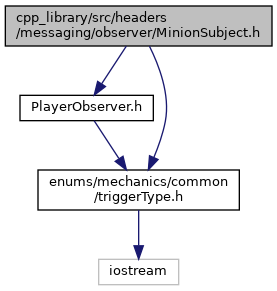 cpp_library/src/headers
/messaging/observer/MinionSubject.h
PlayerObserver.h
enums/mechanics/common
/triggerType.h
iostream